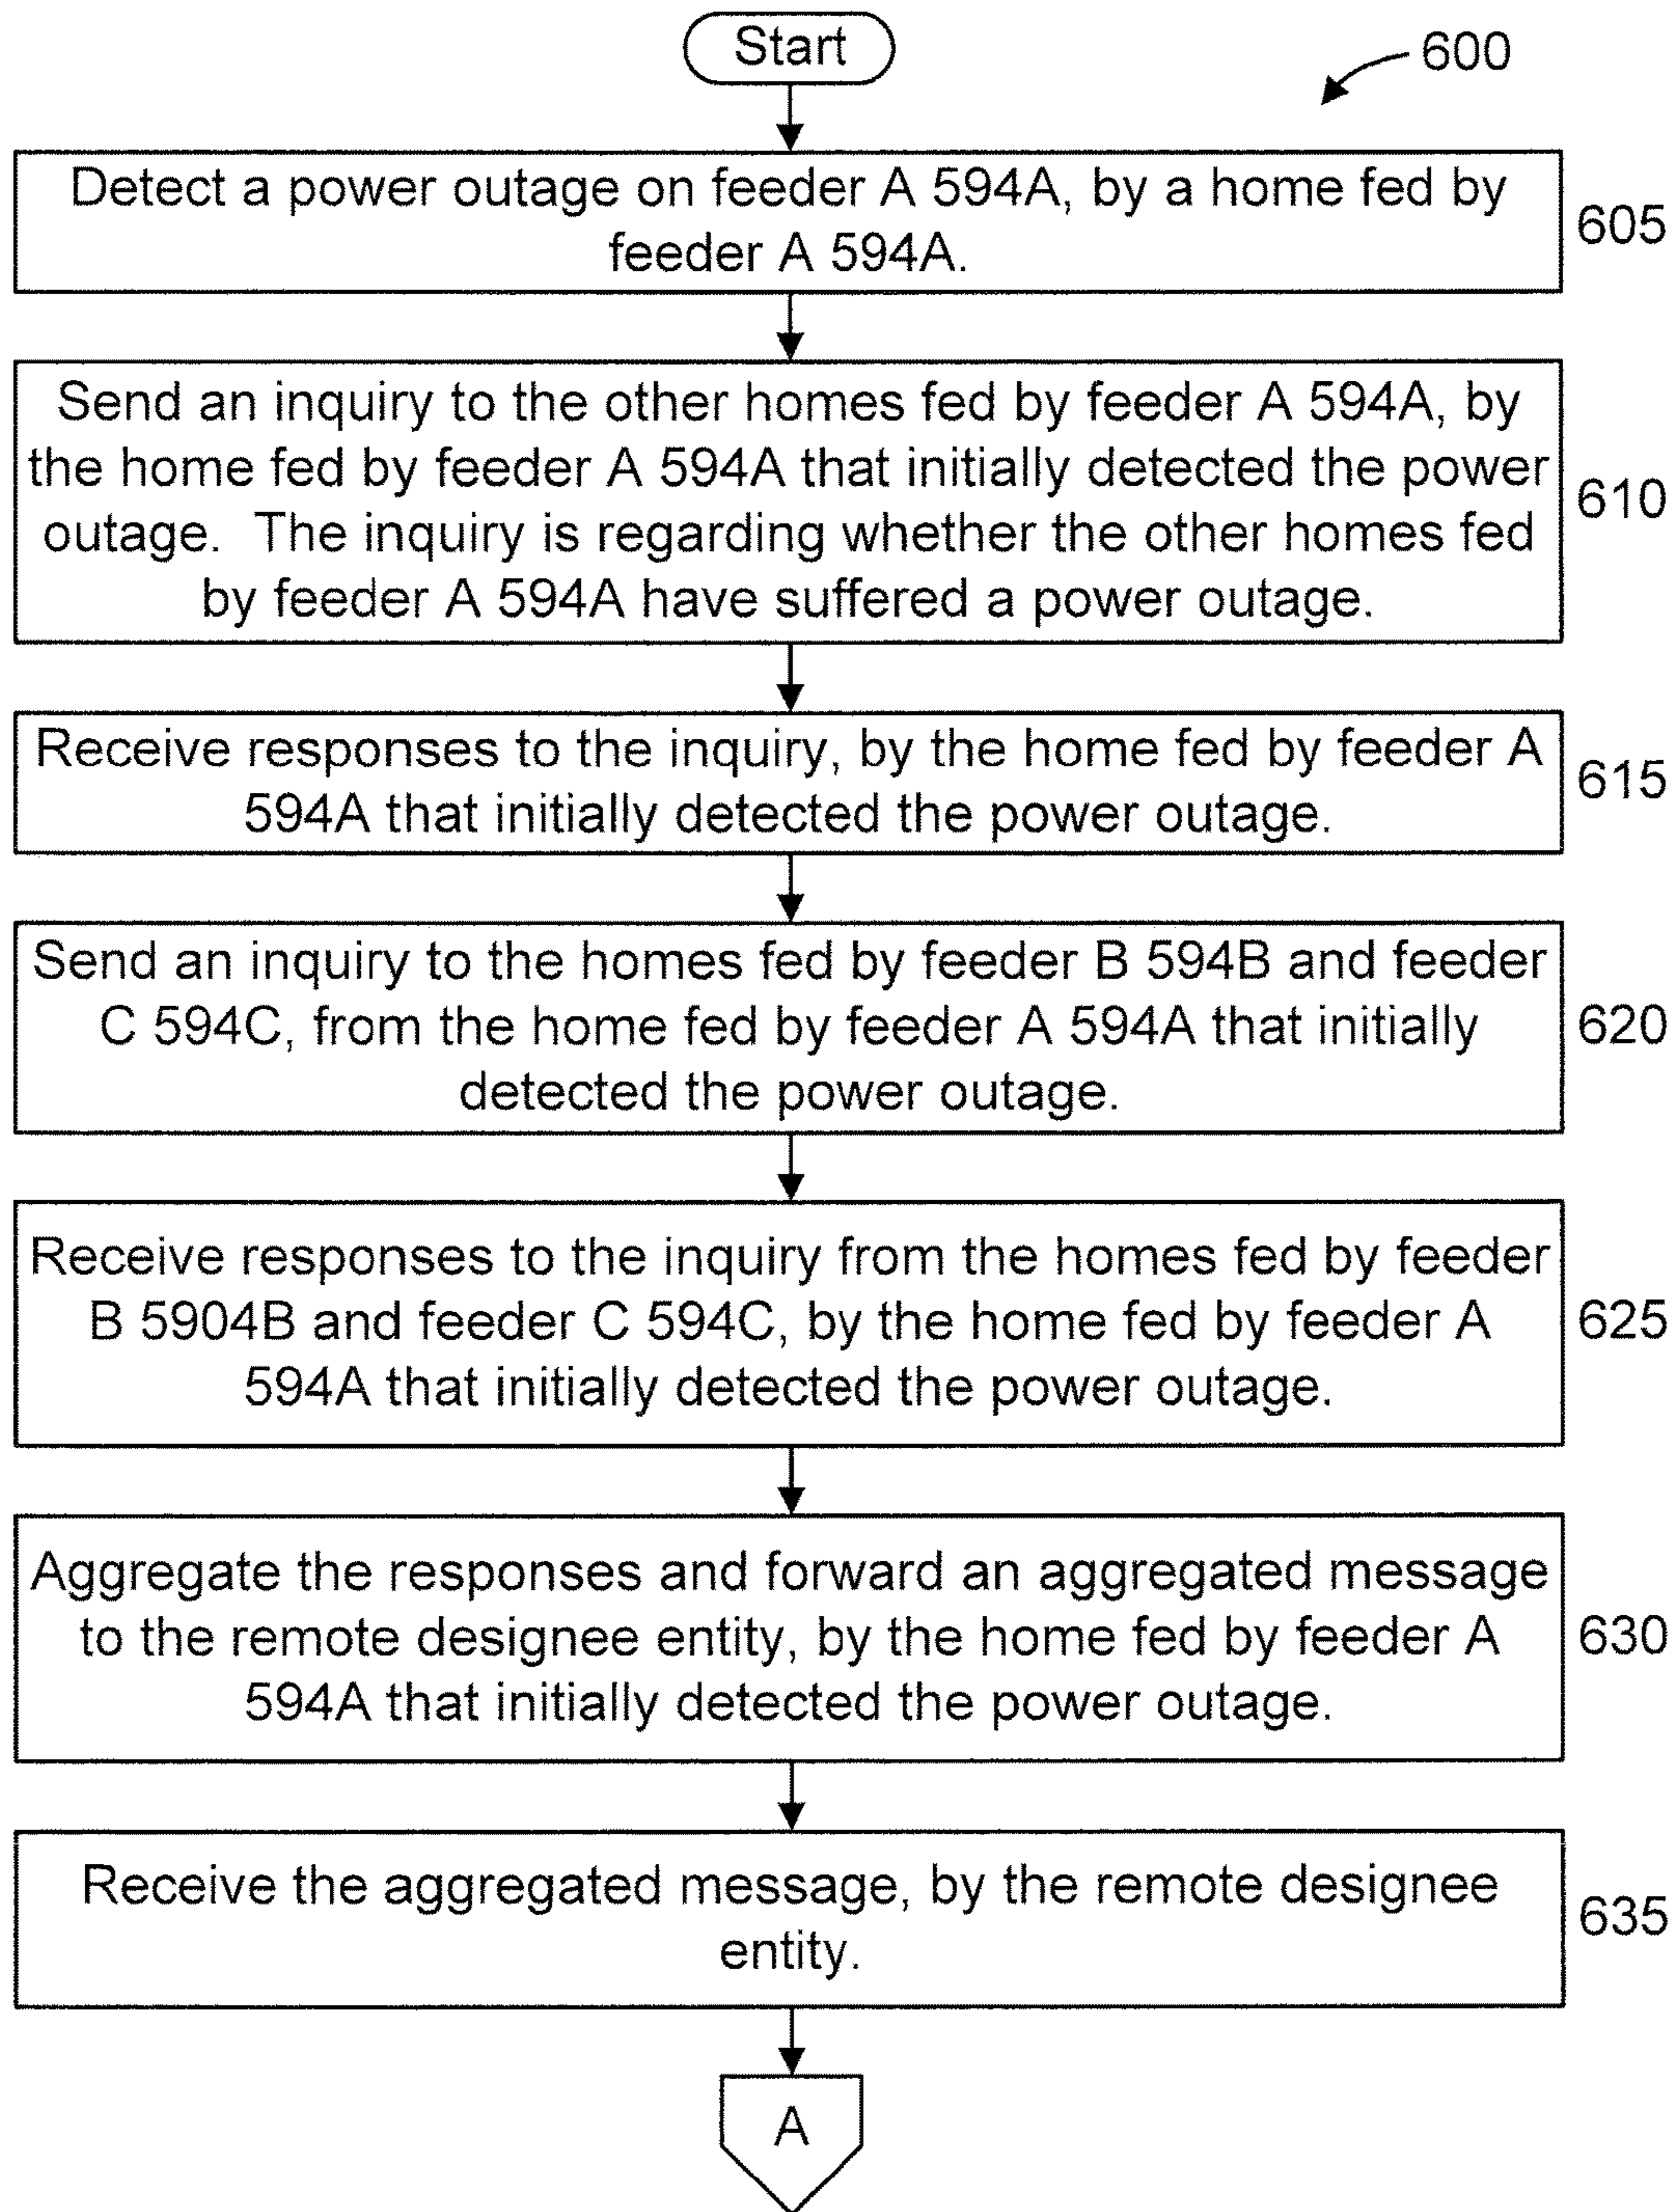 Start
600
Detect a power outage on feeder A 594A, by a home fed by
feeder A 594A.
605
Send an inquiry to the other homes fed by feeder A 594A, by
the home fed by feeder A 594A that initially detected the power
outage. The inquiry is regarding whether the other homes fed
by feeder A 594A have suffered a power outage.
610
Receive responses to the inquiry, by the home fed by feeder A
594A that initially detected the power outage.
615
Send an inquiry to the homes fed by feeder B 594B and feeder
C 594C, from the home fed by feeder A 594A that initially
detected the power outage.
620
Receive responses to the inquiry from the homes fed by feeder
B 5904B and feeder C 594C, by the home fed by feeder A
594A that initially detected the power outage.
625
Aggregate the responses and forward an aggregated message
to the remote designee entity, by the home fed by feeder A
594A that initially detected the power outage.
630
Receive the aggregated message, by the remote designee
entity.
635
A